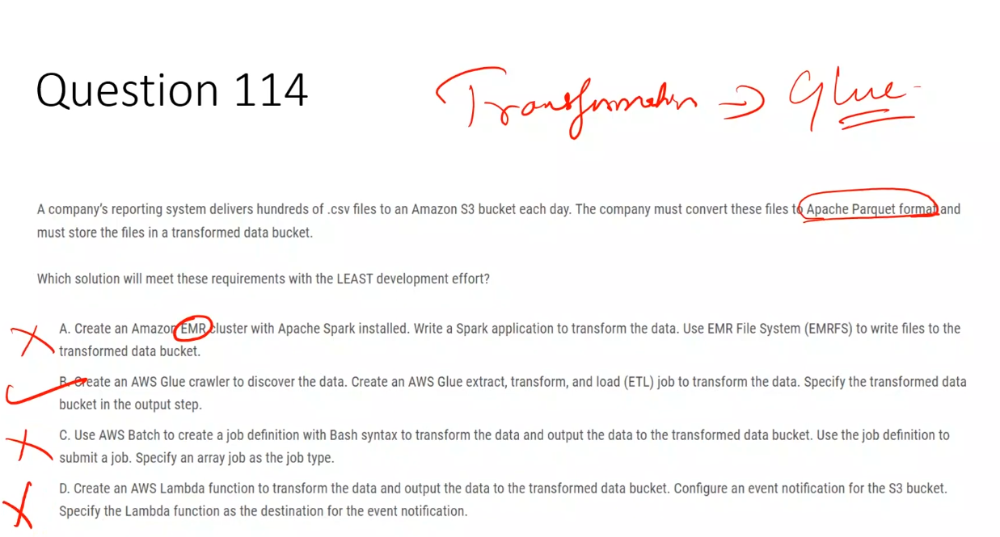 Question 114
Transformation => Glue
A company's reporting system delivers hundreds of .csv files to an Amazon S3 bucket each day. The company must convert these files to Apache Parquet format and
must store the files in a transformed data bucket.
Which solution will meet these requirements with the LEAST development effort?
A. Create an Amazon EMR cluster with Apache Spark installed. Write a Spark application to transform the data. Use EMR File System (EMRFS) to write files to the
transformed data bucket.
B. Create an AWS Glue crawler to discover the data. Create an AWS Glue extract, transform, and load (ETL) job to transform the data. Specify the transformed data
bucket in the output step.
C. Use AWS Batch to create a job definition with Bash syntax to transform the data and output the data to the transformed data bucket. Use the job definition to
submit a job. Specify an array job as the job type.
D. Create an AWS Lambda function to transform the data and output the data to the transformed data bucket. Configure an event notification for the S3 bucket.
Specify the Lambda function as the destination for the event notification.